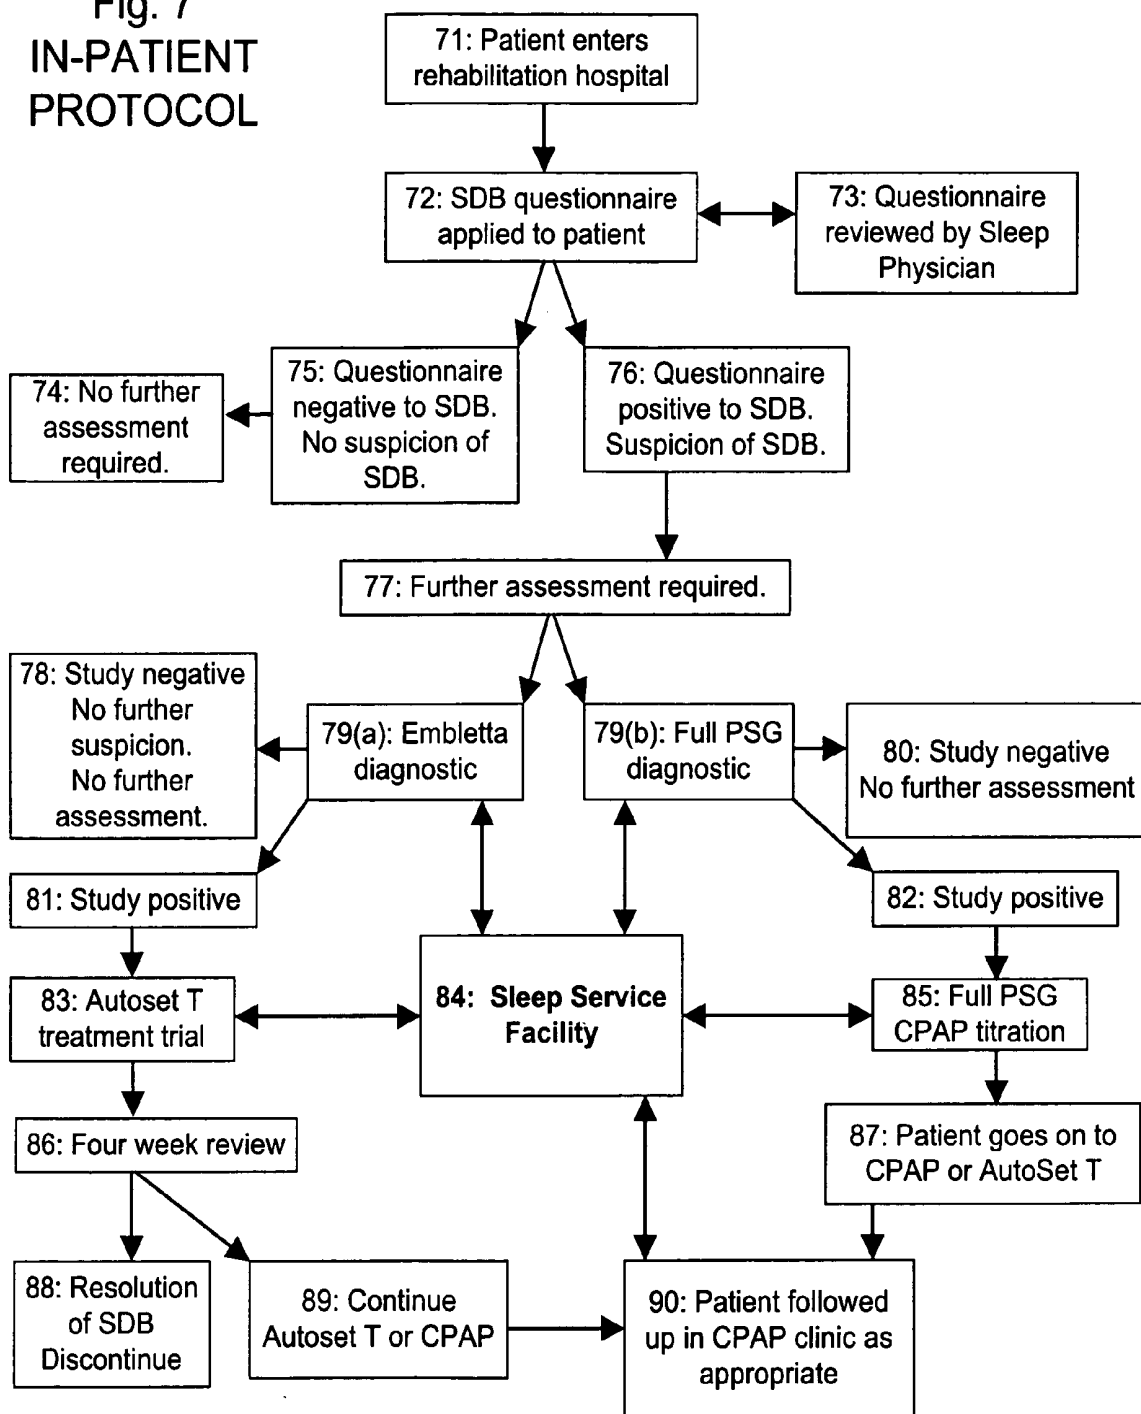 Fig. 7
IN-PATIENT
PROTOCOL
71: Patient enters
rehabilitation hospital
72: SDB questionnaire
applied to patient
73: Questionnaire
reviewed by Sleep
Physician
74: No further
assessment
required.
75: Questionnaire
negative to SDB.
No suspicion of
SDB.
76: Questionnaire
positive to SDB.
Suspicion of SDB.
77: Further assessment required.
78: Study negative
No further
suspicion.
No further
assessment.
79(a): Embletta
diagnostic
79(b): Full PSG
diagnostic
80: Study negative
No further assessment
81: Study positive
82: Study positive
83: Autoset T
treatment trial
84: Sleep Service
Facility
85: Full PSG
CPAP titration
86: Four week review
87: Patient goes on to
CPAP or AutoSet T
88: Resolution
of SDB
Discontinue
89: Continue
Autoset T or CPAP
90: Patient followed
up in CPAP clinic as
appropriate